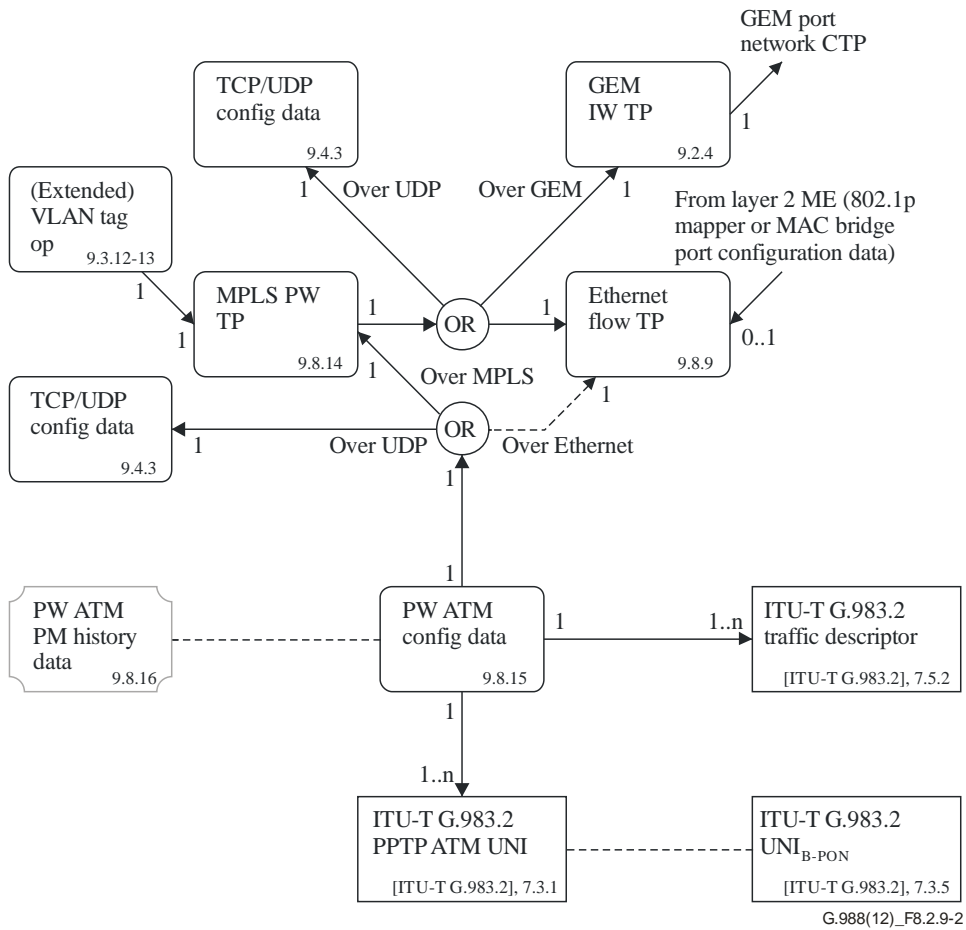 GEM port
network CTP
TCP/UDP
config data
9.4.3
GEM
IW TP
9.2.4
1
1
Over UDP
Over GEM
1
(Extended)
VLAN tag
op
9.3.12-13
From layer 2 ME (802.1p
mapper or MAC bridge
port configuration data)
1
MPLS PW
TP
9.8.14
1
1
OR
1
Ethernet
flow TP
9.8.9
0..1
1
Over MPLS
1
TCP/UDP
config data
9.4.3
1
Over UDP
OR
Over Ethernet
1
1
PW ATM
PM history
data
9.8.16
PW ATM
config data
9.8.15
1
1..n
ITU-T G.983.2
traffic descriptor
[ITU-T G.983.2], 7.5.2
1
1..n
ITU-T G.983.2
PPTP ATM UNI
[ITU-T G.983.2], 7.3.1
ITU-T G.983.2
UNI B-PON
[ITU-T G.983.2], 7.3.5
G.988(12)_F8.2.9-2